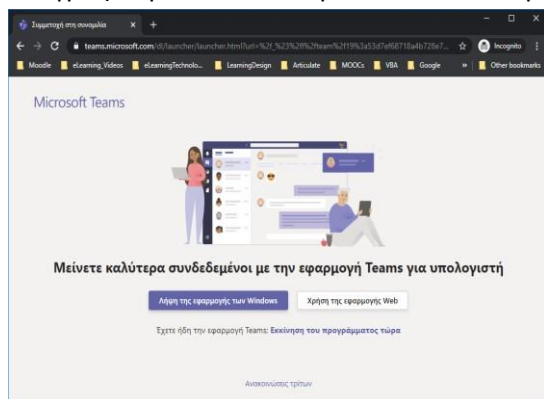 Συμμετοχή στη συνομιλία
teams.microsoft.com/dl/launcher/launcher.html?url=%2F_%23%2Fl%2Fteam%2F19%3a53d7ef68718a4b728e7...
Incognito
Moodle eLearning_Videos eLearningTechnolo... LearningDesign Articulate MOOCs VBA Google » Other bookmarks
Microsoft Teams
Μείνετε καλύτερα συνδεδεμένοι με την εφαρμογή Teams για υπολογιστή
Λήψη της εφαρμογής των Windows Χρήση της εφαρμογής Web
Έχετε ήδη την εφαρμογή Teams: Εκκίνηση του προγράμματος τώρα
Ανακοινώσεις τρίτων